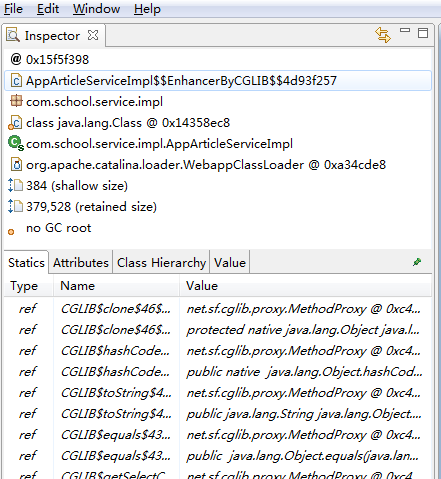 File Edit Window Help
Inspector
@ 0x15f5f398
AppArticleServiceImpl$$EnhancerByCGLIB$$4d93f257
com.school.service.impl
class java.lang.Class @ 0x14358ec8
com.school.service.impl.AppArticleServiceImpl
org.apache.catalina.loader.WebappClassLoader @ 0xa34cde8
384 (shallow size)
379,528 (retained size)
no GC root
Statics Attributes Class Hierarchy Value
Type Name Value
ref CGLIB$clone$46$... net.sf.cglib.proxy.MethodProxy @ 0xc4...
ref CGLIB$clone$46$... protected native java.lang.Object java.l...
ref CGLIB$hashCode... net.sf.cglib.proxy.MethodProxy @ 0xc4...
ref CGLIB$hashCode... public native java.lang.Object.hashCod...
ref CGLIB$toString$4... net.sf.cglib.proxy.MethodProxy @ 0xc4...
ref CGLIB$toString$4... public java.lang.String java.lang.Object....
ref CGLIB$equals$43... net.sf.cglib.proxy.MethodProxy @ 0xc4...
ref CGLIB$equals$43... public java.lang.Object.equals(java.lan...
ref CGLIB$getSelectC... net.sf.cglib.proxy.MethodProxy @ 0xc4...